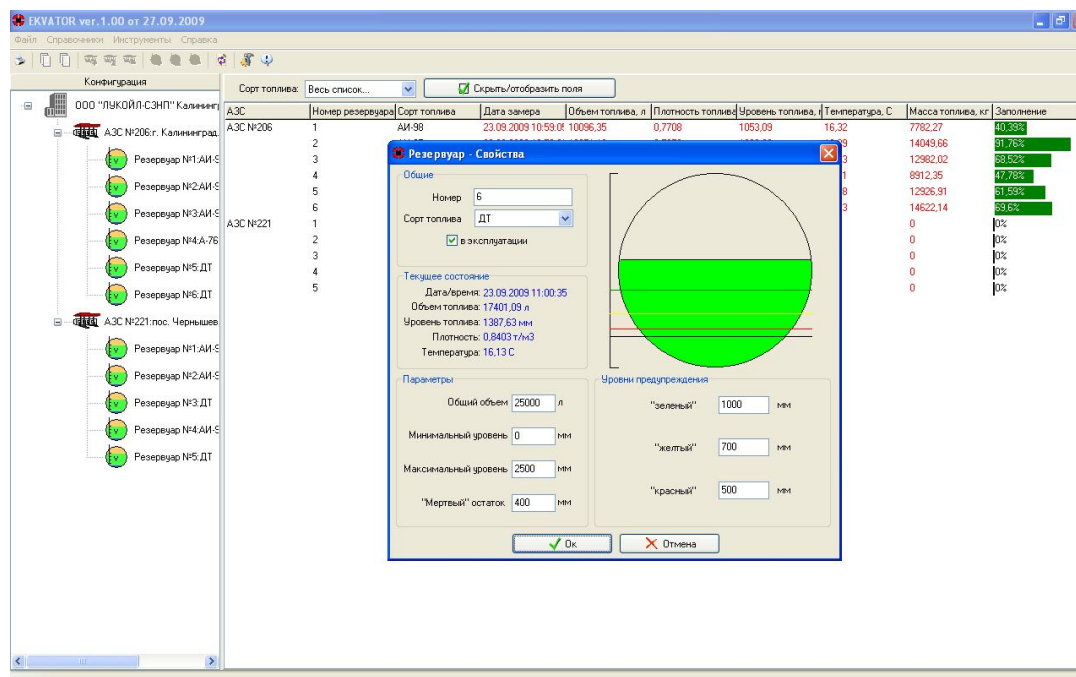 EKVATOR ver.1.00 от 27.09.2009
Файл Справочники Инструменты Справка
Конфигурация
Сорт топлива: Весь список... Скрыть/отобразить поля
ООО "ЛУКОЙЛ-СЗНП" Калининг
АЗС №206:г. Калининград,
Резервуар №1:АИ-9
Резервуар №2:АИ-9
Резервуар №3:АИ-9
Резервуар №4:А-76
Резервуар №5:ДТ
Резервуар №6:ДТ
АЗС №221:пос. Чернышев
Резервуар №1:АИ-9
Резервуар №2:АИ-9
Резервуар №3:ДТ
Резервуар №4:АИ-9
Резервуар №5:ДТ
АЗС Номер резервуара Сорт топлива Дата замера Объем топлива, л Плотность топлива Уровень топлива, Температура, С Масса топлива, кг Заполнение
АЗС №206 1 АИ-98 23.09.2009 10:59:0 10096,35 0,7708 1053,09 16,32 7782,27 40,39%
2 14049,66 91,76%
3 12982,02 68,52%
4 8912,35 47,78%
5 12926,91 61,59%
6 14622,14 69,6%
АЗС №221 1 0 0%
2 0 0%
3 0 0%
4 0 0%
5 0 0%
Резервуар - Свойства
Общие
Номер 6
Сорт топлива ДТ
в эксплуатации
Текущее состояние
Дата/время: 23.09.2009 11:00:35
Объем топлива: 17401,09 л
Уровень топлива: 1387,63 мм
Плотность: 0,8403 т/м3
Температура: 16,13 С
Параметры
Общий объем 25000 л
Минимальный уровень 0 мм
Максимальный уровень 2500 мм
"Мертвый" остаток 400 мм
Уровни предупреждения
"зеленый" 1000 мм
"желтый" 700 мм
"красный" 500 мм
Ок Отмена